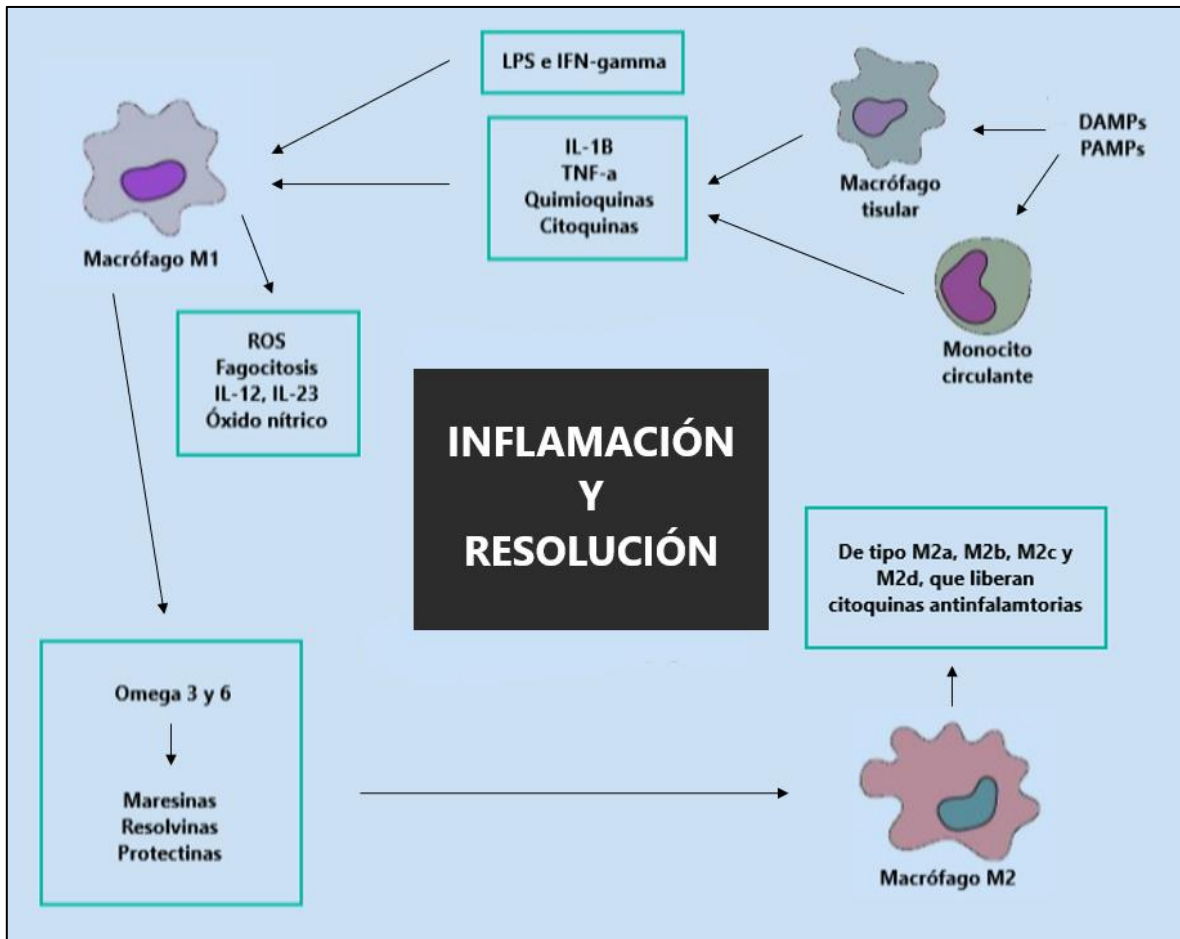 LPS e IFN-gamma
IL-1B
TNF-a
Quimioquinas
Citoquinas
Macrófago
tisular
DAMPs
PAMPs
Macrófago M1
Monocito
circulante
ROS
Fagocitosis
IL-12, IL-23
Óxido nítrico
INFLAMACIÓN
Y
RESOLUCIÓN
De tipo M2a, M2b, M2c y
M2d, que liberan
citoquinas antinfalamtorias
Omega 3 y 6
Maresinas
Resolvinas
Protectinas
Macrófago M2